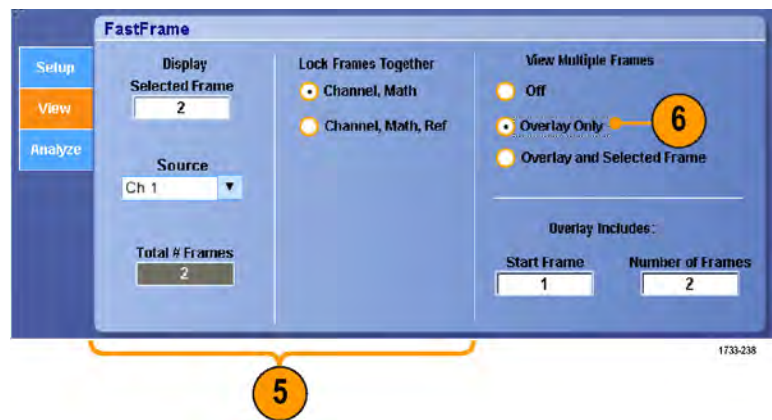 FastFrame
Setup
View
Analyze
Display
Selected Frame
2
Source
Ch 1
Total # Frames
2
Lock Frames Together
Channel, Math
Channel, Math, Ref
View Multiple Frames
Off
Overlay Only
6
Overlay and Selected Frame
Overlay Includes:
Start Frame
1
Number of Frames
2
1733-238
5